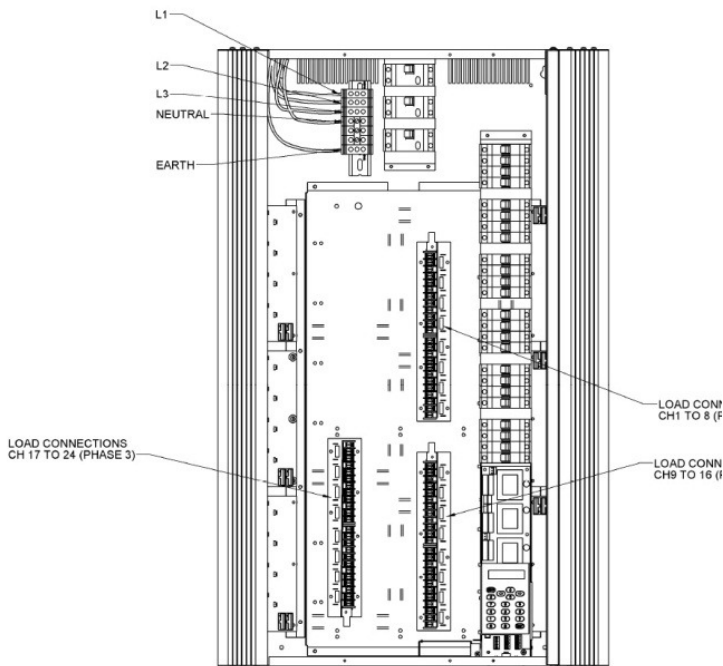 L1
L2
L3
NEUTRAL
EARTH
LOAD CONN
CH1 TO 8 (P
LOAD CONNECTIONS
CH 17 TO 24 (PHASE 3)
LOAD CONN
CH9 TO 16 (P